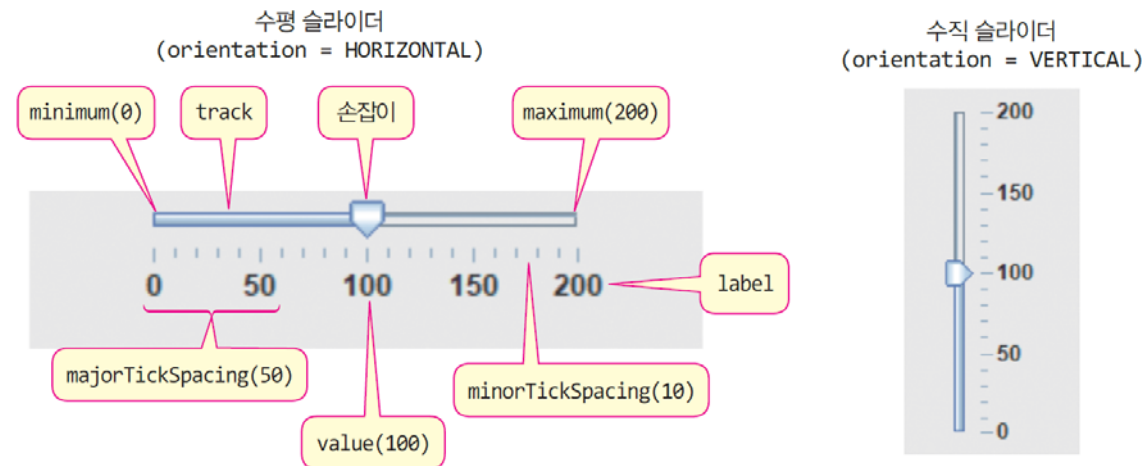 수평 슬라이더
(orientation = HORIZONTAL)
minimum(0)
track
손잡이
maximum(200)
0
50
100
150
200
label
majorTickSpacing(50)
value(100)
minorTickSpacing(10)
수직 슬라이더
(orientation = VERTICAL)
200
150
100
50
0